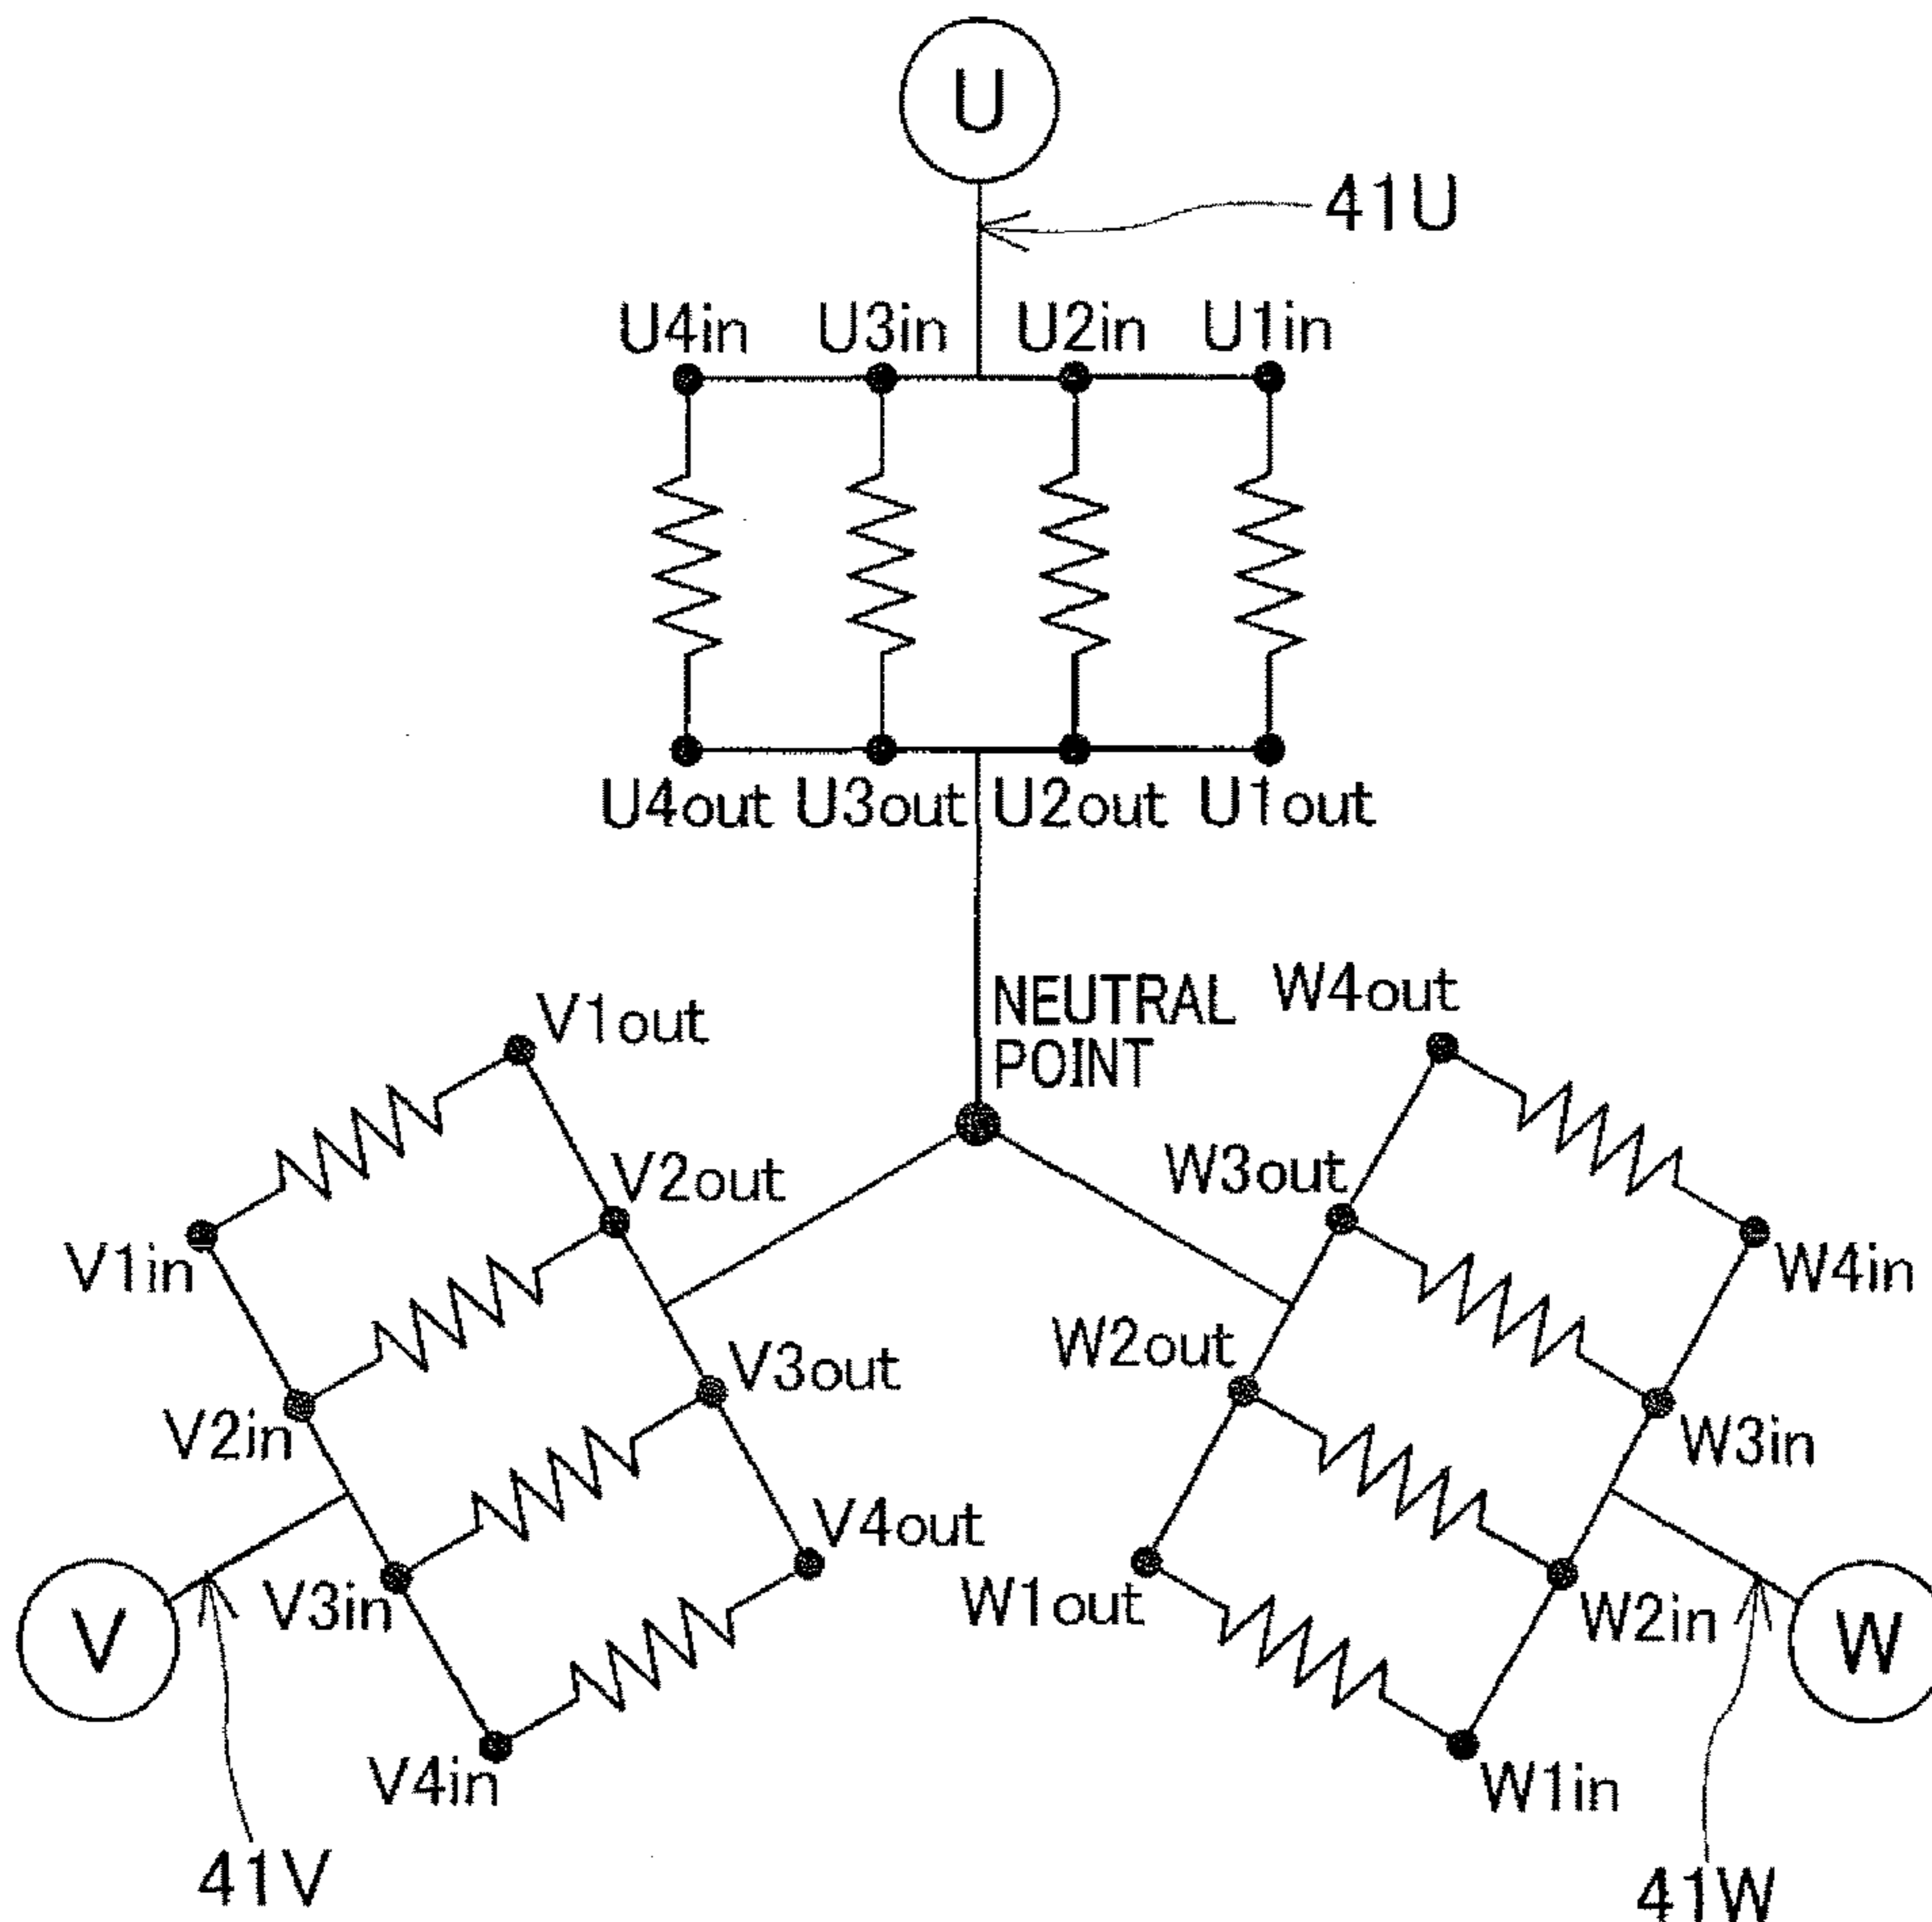 U
41U
U4in U3in U2in U1in
U4out U3out U2out U1out
NEUTRAL
POINT
W4out
V1out
V2out
W3out
V1in
W4in
V3out
W2out
V2in
W3in
V4out
W1out
V3in
W2in
V
W
V4in
W1in
41V
41W